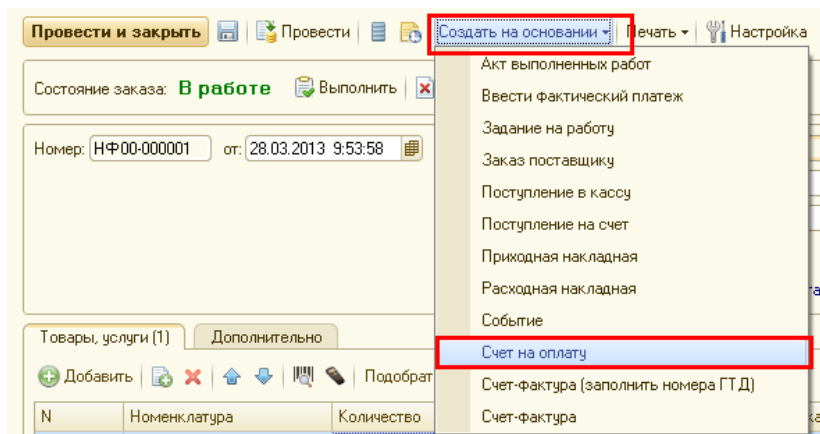 Провести и закрыть Провести Создать на основании Печать Настройка
Акт выполненных работ
Состояние заказа: В работе Выполнить
Ввести фактический платеж
Задание на работу
Номер: НФ00-000001 от: 28.03.2013 9:53:58
Заказ поставщику
Поступление в кассу
Поступление на счет
Приходная накладная
Расходная накладная
Событие
Товары, услуги (1) Дополнительно
Счет на оплату
Добавить Подобрат
Счет-фактура (заполнить номера ГТД)
N Номенклатура Количество Счет-фактура